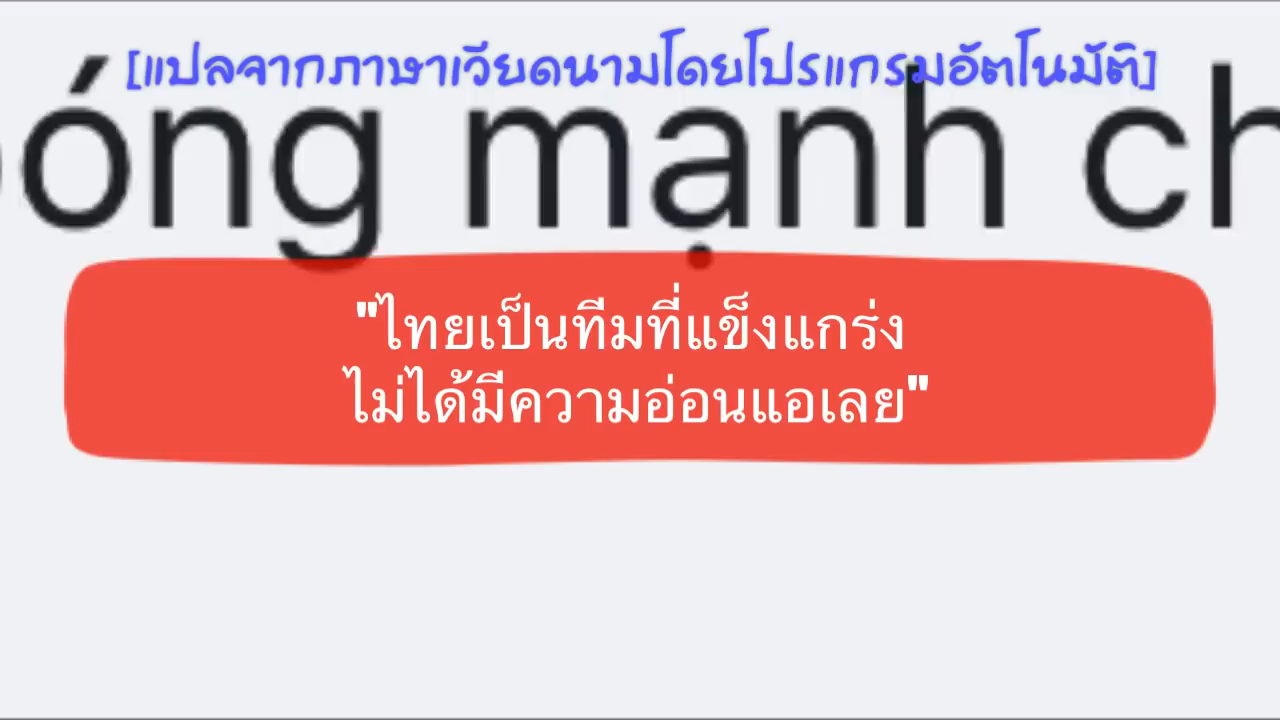 [แปลจากภาษาเวียดนามโดยโปรแกรมอัตโนมัติ]
óng mạnh ch
"ไทยเป็นทีมที่แข็งแกร่ง
ไม่ได้มีความอ่อนแอเลย"